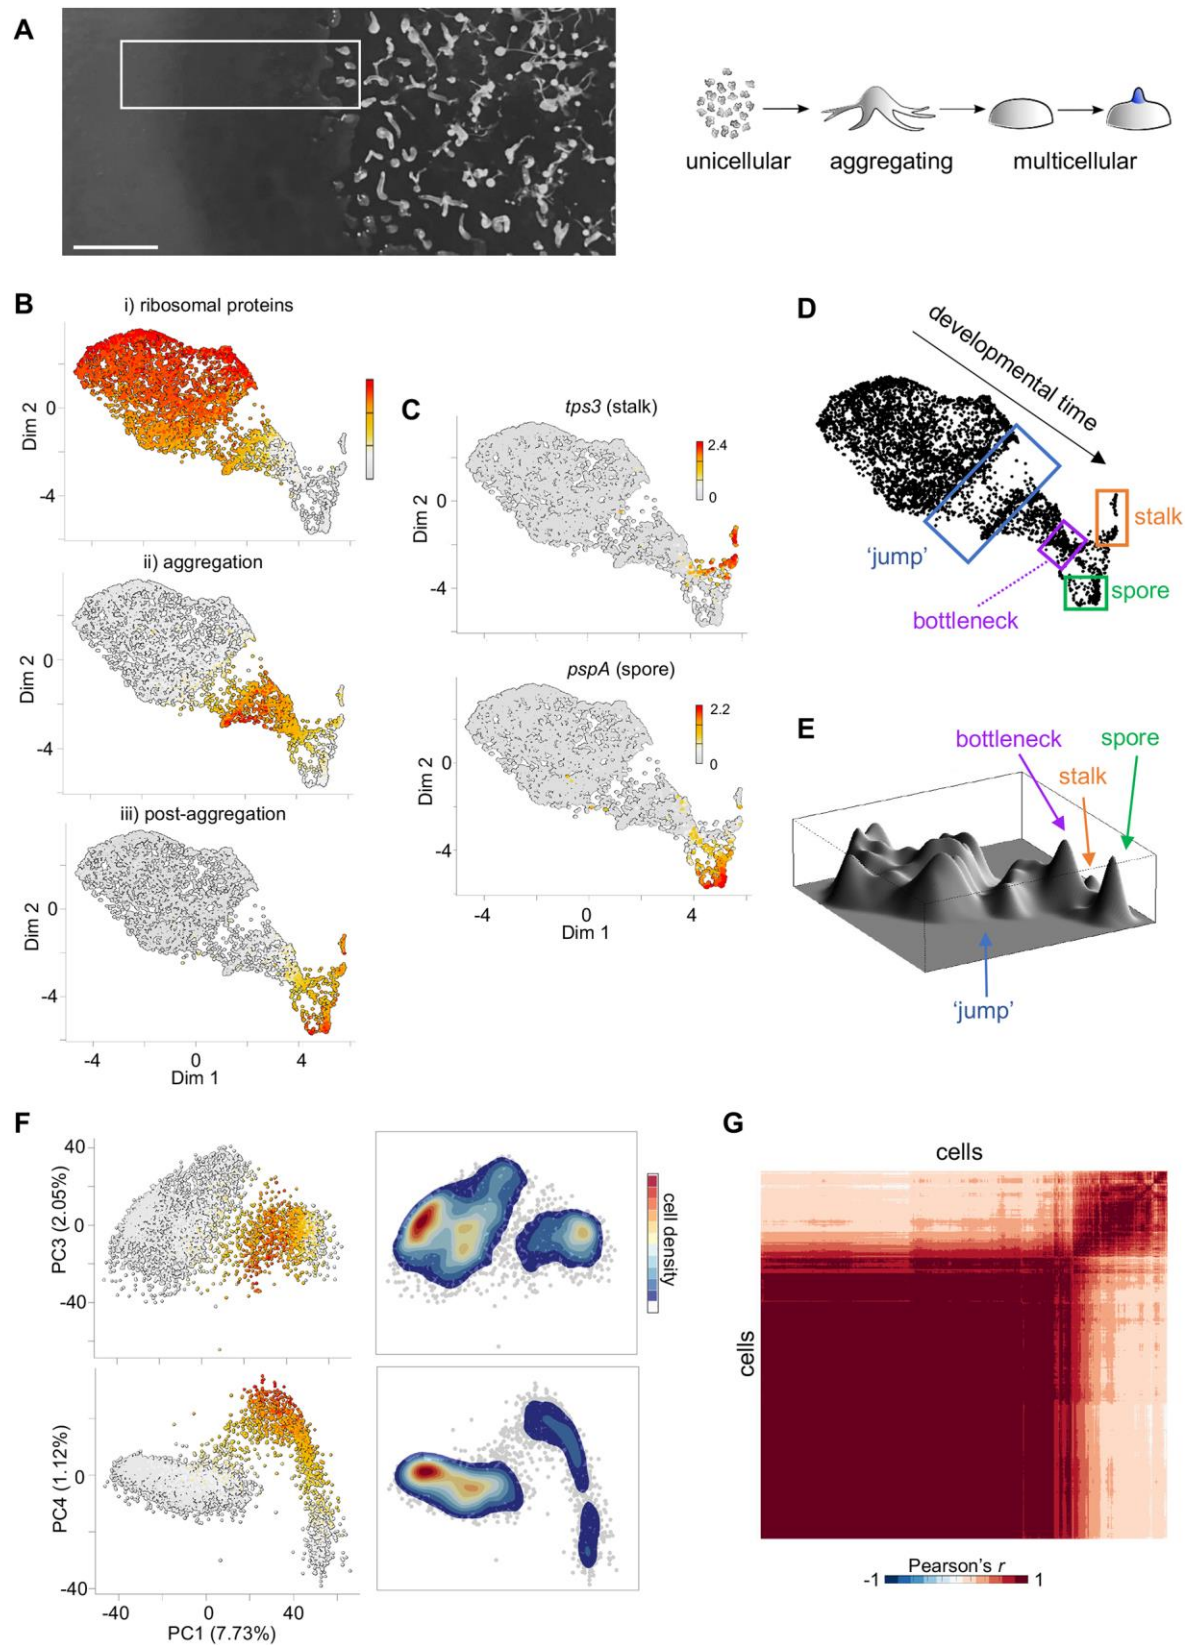 A
unicellular
aggregating
multicellular
B
i) ribosomal proteins
Dim 2
0
-4
ii) aggregation
Dim 2
0
-4
iii) post-aggregation
Dim 2
0
-4
-4
0
4
Dim 1
C
tps3 (stalk)
2.4
0
Dim 2
0
-4
-4
0
4
pspA (spore)
2.2
0
Dim 2
0
-4
-4
0
4
Dim 1
D
developmental time
'jump'
stalk
bottleneck
spore
E
bottleneck
spore
stalk
'jump'
F
PC3 (2.05%)
40
0
-40
cell density
PC4 (1.12%)
0
-40
-40
0
40
PC1 (7.73%)
G
cells
cells
Pearson's r
-1
1